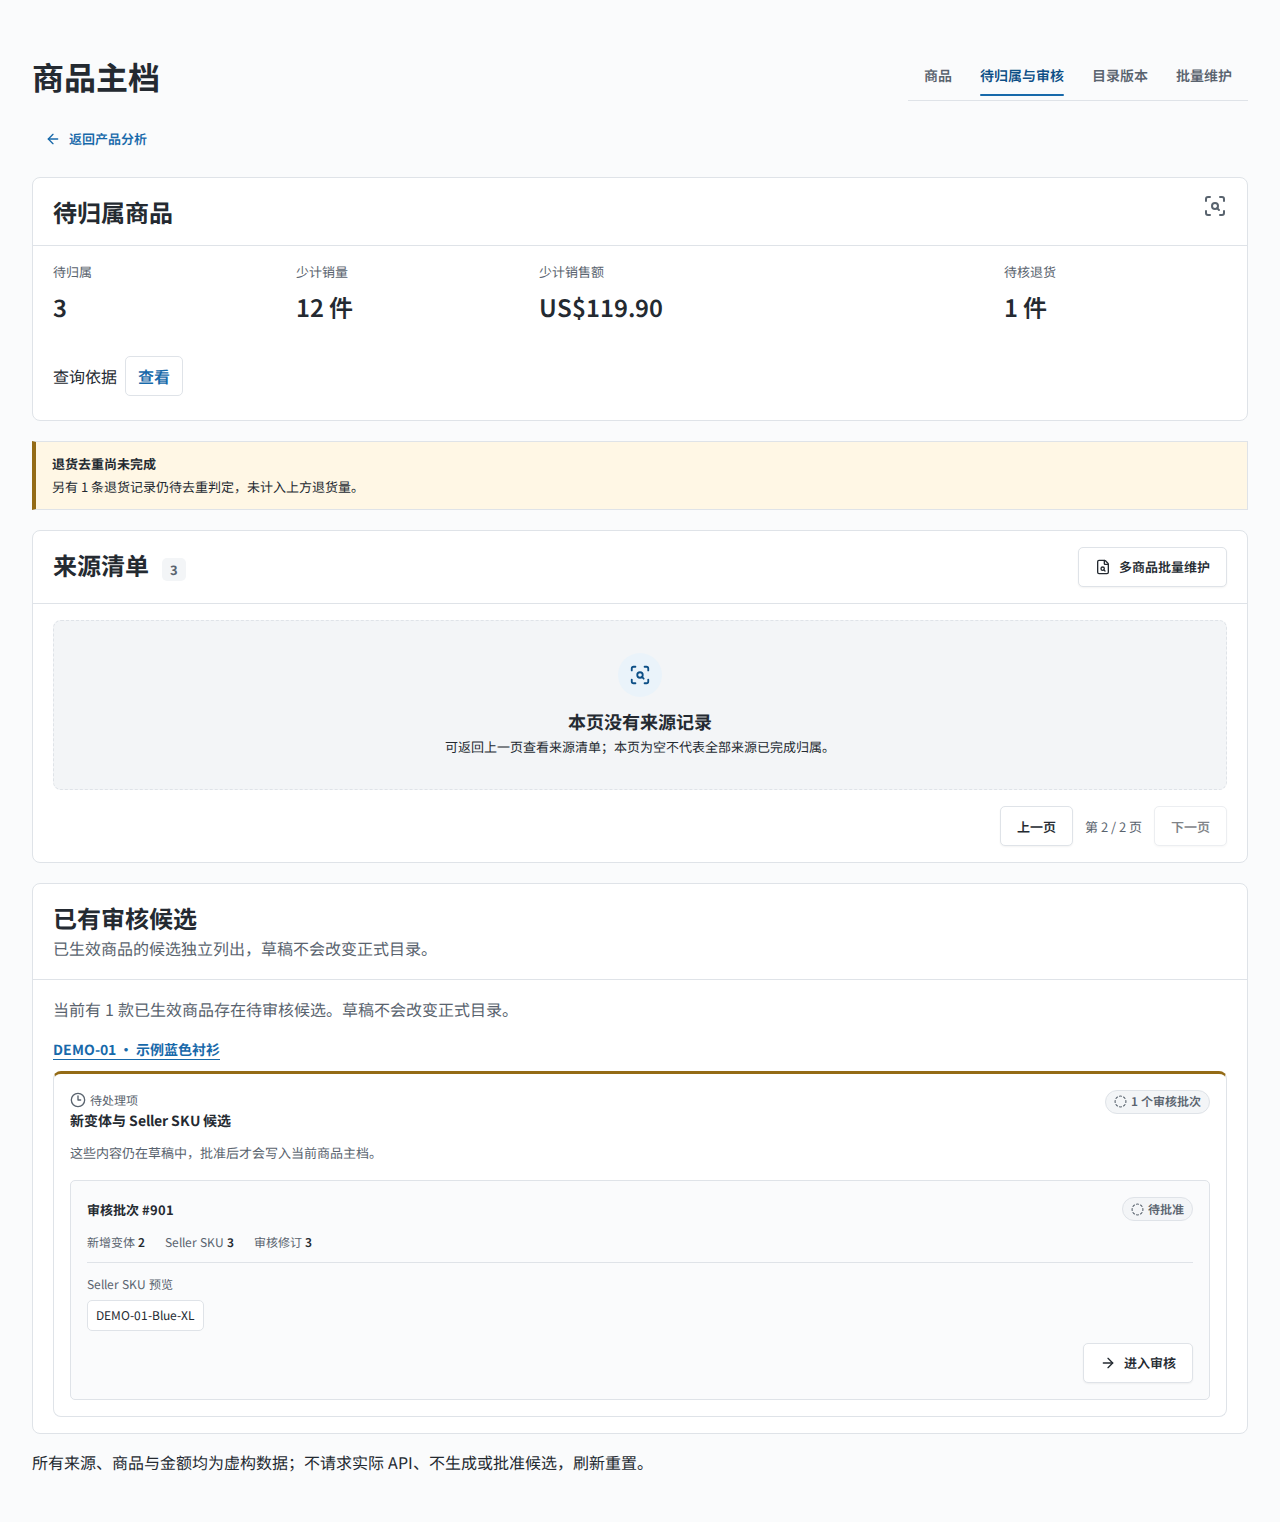 商品主档
商品 待归属与审核 目录版本 批量维护
返回产品分析
待归属商品
待归属 少计销量 少计销售额 待核退货
3 12 件 US$119.90 1 件
查询依据 查看
退货去重尚未完成
另有 1 条退货记录仍待去重判定，未计入上方退货量。
来源清单 3 多商品批量维护
本页没有来源记录
可返回上一页查看来源清单；本页为空不代表全部来源已完成归属。
上一页 第 2 / 2 页 下一页
已有审核候选
已生效商品的候选独立列出，草稿不会改变正式目录。
当前有 1 款已生效商品存在待审核候选。草稿不会改变正式目录。
DEMO-01 · 示例蓝色衬衫
待处理项 1 个审核批次
新变体与 Seller SKU 候选
这些内容仍在草稿中，批准后才会写入当前商品主档。
审核批次 #901 待批准
新增变体 2 Seller SKU 3 审核修订 3
Seller SKU 预览
DEMO-01-Blue-XL
进入审核
所有来源、商品与金额均为虚构数据；不请求实际 API、不生成或批准候选，刷新重置。